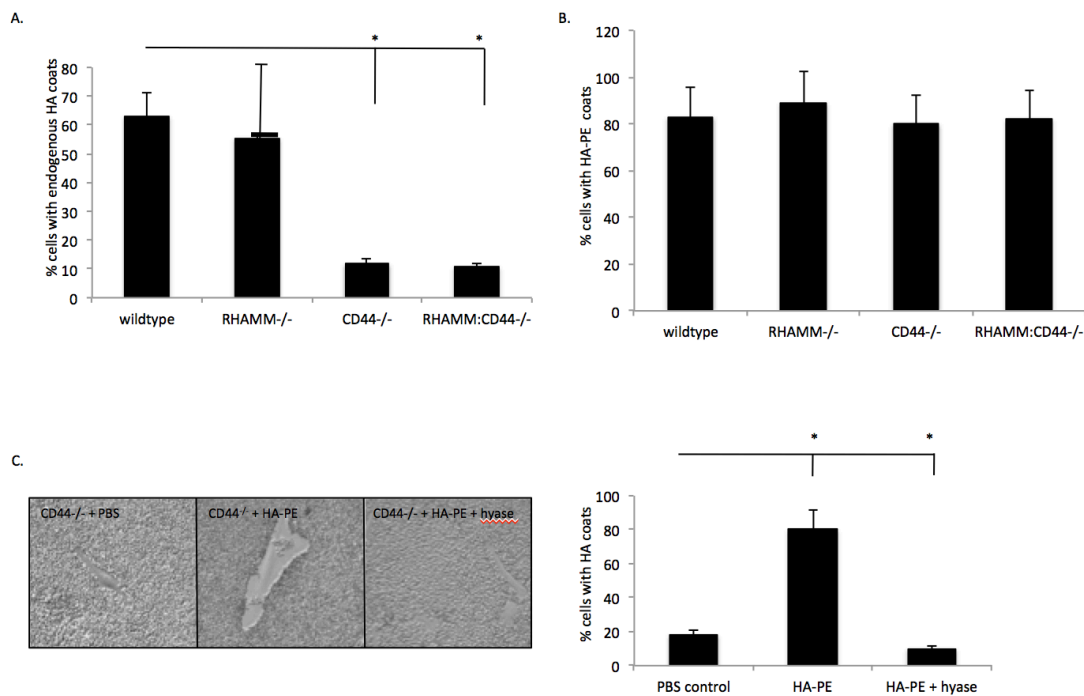 A.
* *
% cells with endogenous HA coats
80
70
60
50
40
30
20
10
0
wildtype RHAMM-/- CD44-/- RHAMM:CD44-/-
B.
% cells with HA-PE coats
120
100
80
60
40
20
0
wildtype RHAMM-/- CD44-/- RHAMM:CD44-/-
C.
CD44-/- + PBS
CD44-/- + HA-PE
CD44-/- + HA-PE + hyase
* *
% cells with HA coats
100
80
60
40
20
0
PBS control HA-PE HA-PE + hyase